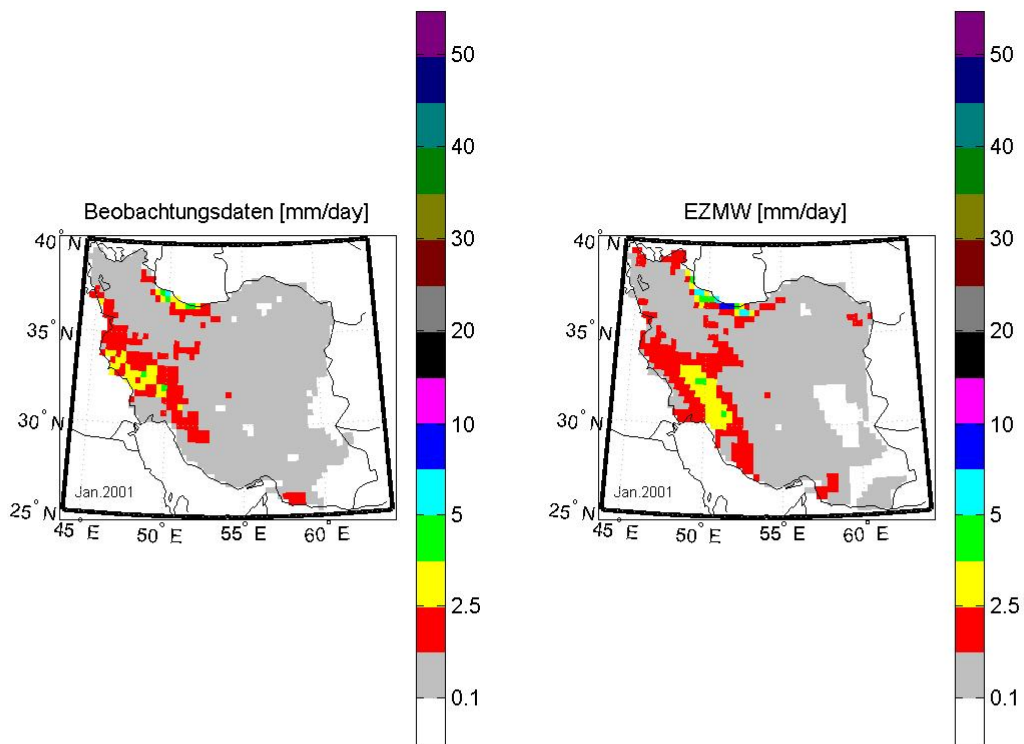 Beobachtungsdaten [mm/day]
40° N
35° N
30° N
25° N
45° E
50° E
55° E
60° E
Jan.2001
50
40
30
20
10
5
2.5
0.1
EZMW [mm/day]
40° N
35° N
30° N
25° N
45° E
50° E
55° E
60° E
Jan.2001
50
40
30
20
10
5
2.5
0.1